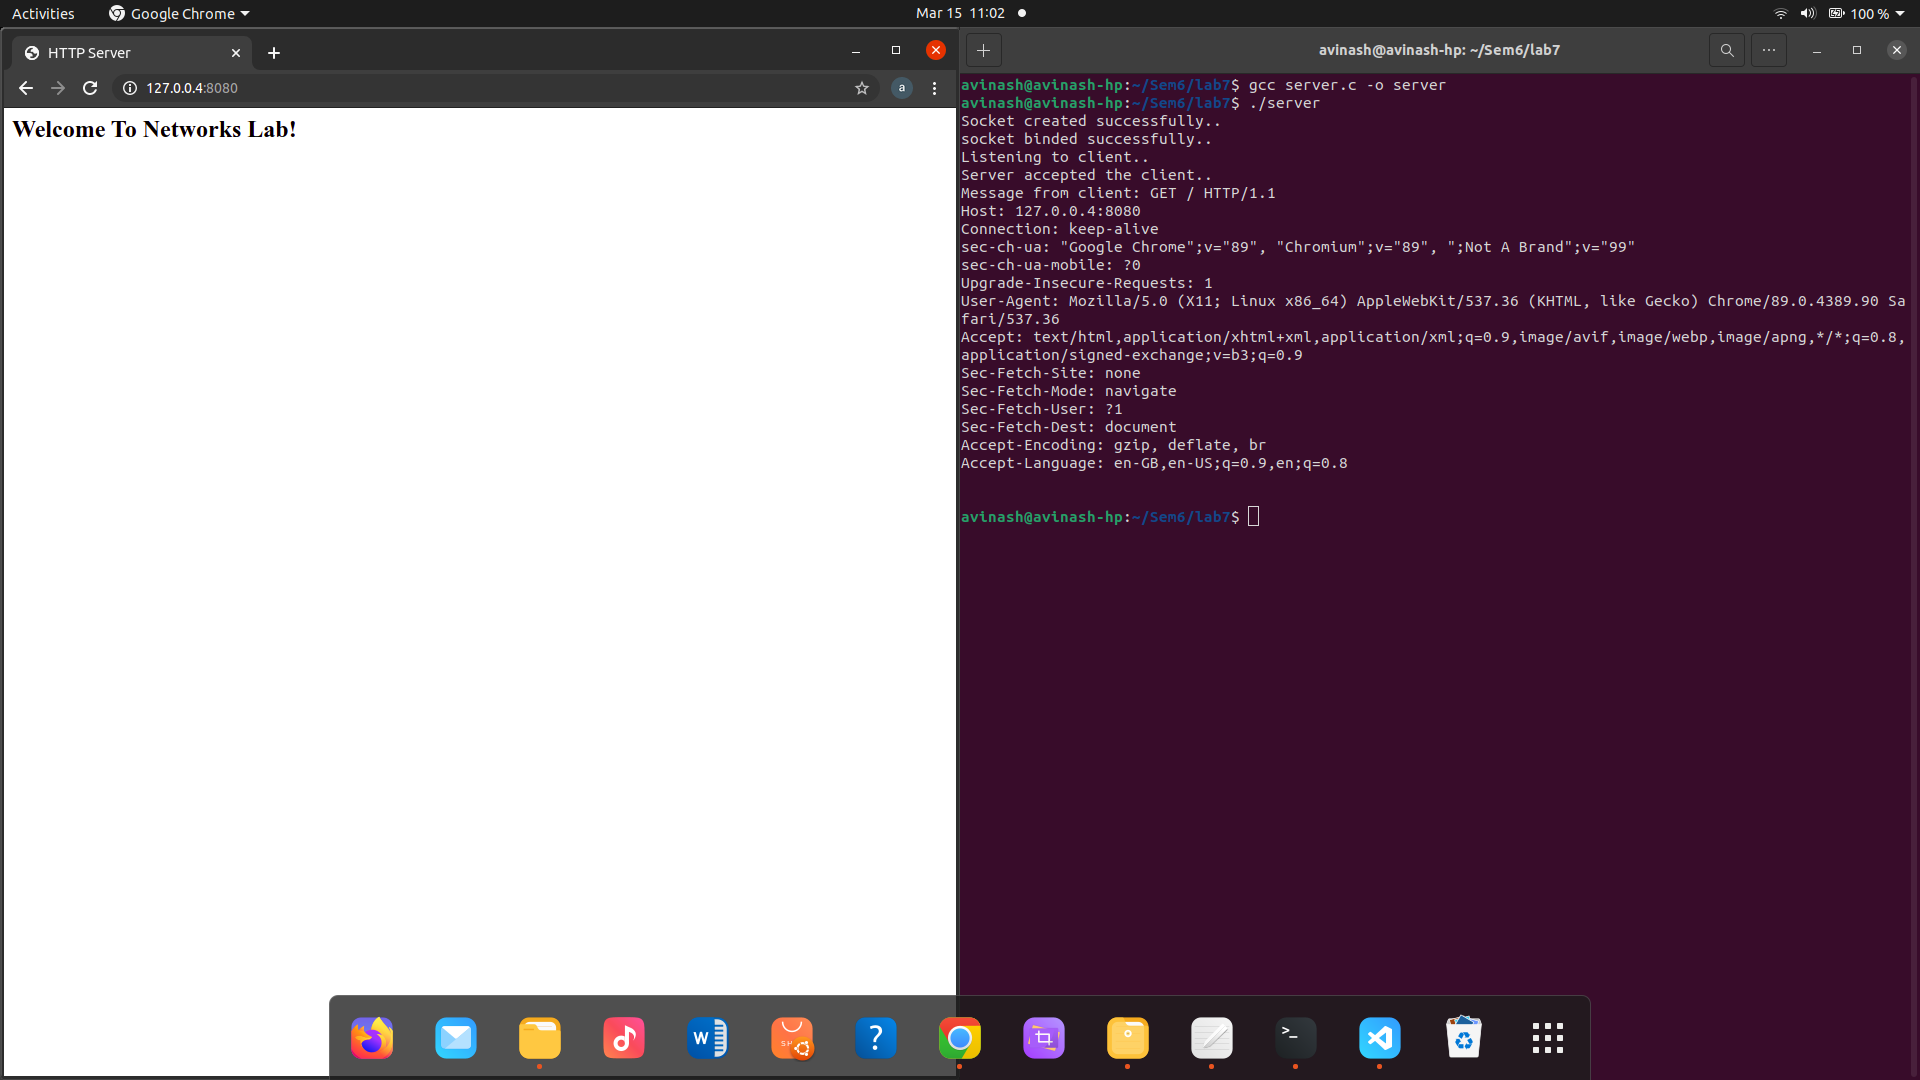 Activities
Google Chrome
Mar 15 11:02
100 %
HTTP Server
127.0.0.4:8080
a
Welcome To Networks Lab!
avinash@avinash-hp: ~/Sem6/lab7
avinash@avinash-hp:~/Sem6/lab7$ gcc server.c -o server
avinash@avinash-hp:~/Sem6/lab7$ ./server
Socket created successfully..
socket binded successfully..
Listening to client..
Server accepted the client..
Message from client: GET / HTTP/1.1
Host: 127.0.0.4:8080
Connection: keep-alive
sec-ch-ua: "Google Chrome";v="89", "Chromium";v="89", ";Not A Brand";v="99"
sec-ch-ua-mobile: ?0
Upgrade-Insecure-Requests: 1
User-Agent: Mozilla/5.0 (X11; Linux x86_64) AppleWebKit/537.36 (KHTML, like Gecko) Chrome/89.0.4389.90 Sa
fari/537.36
Accept: text/html,application/xhtml+xml,application/xml;q=0.9,image/avif,image/webp,image/apng,*/*;q=0.8,
application/signed-exchange;v=b3;q=0.9
Sec-Fetch-Site: none
Sec-Fetch-Mode: navigate
Sec-Fetch-User: ?1
Sec-Fetch-Dest: document
Accept-Encoding: gzip, deflate, br
Accept-Language: en-GB,en-US;q=0.9,en;q=0.8
avinash@avinash-hp:~/Sem6/lab7$
W
?
>_